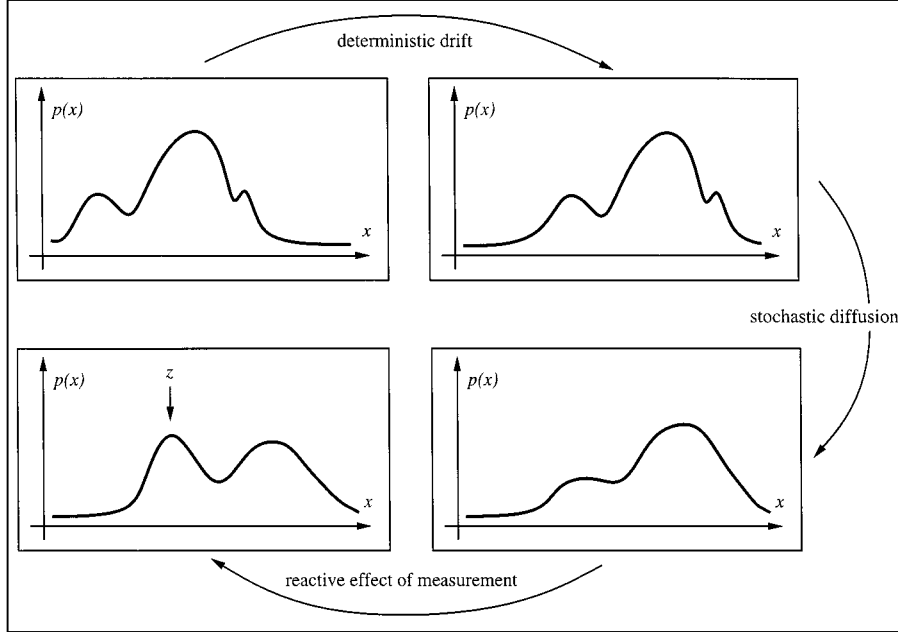 deterministic drift
p(x)
x
p(x)
x
stochastic diffusion
p(x)
z
x
p(x)
x
reactive effect of measurement